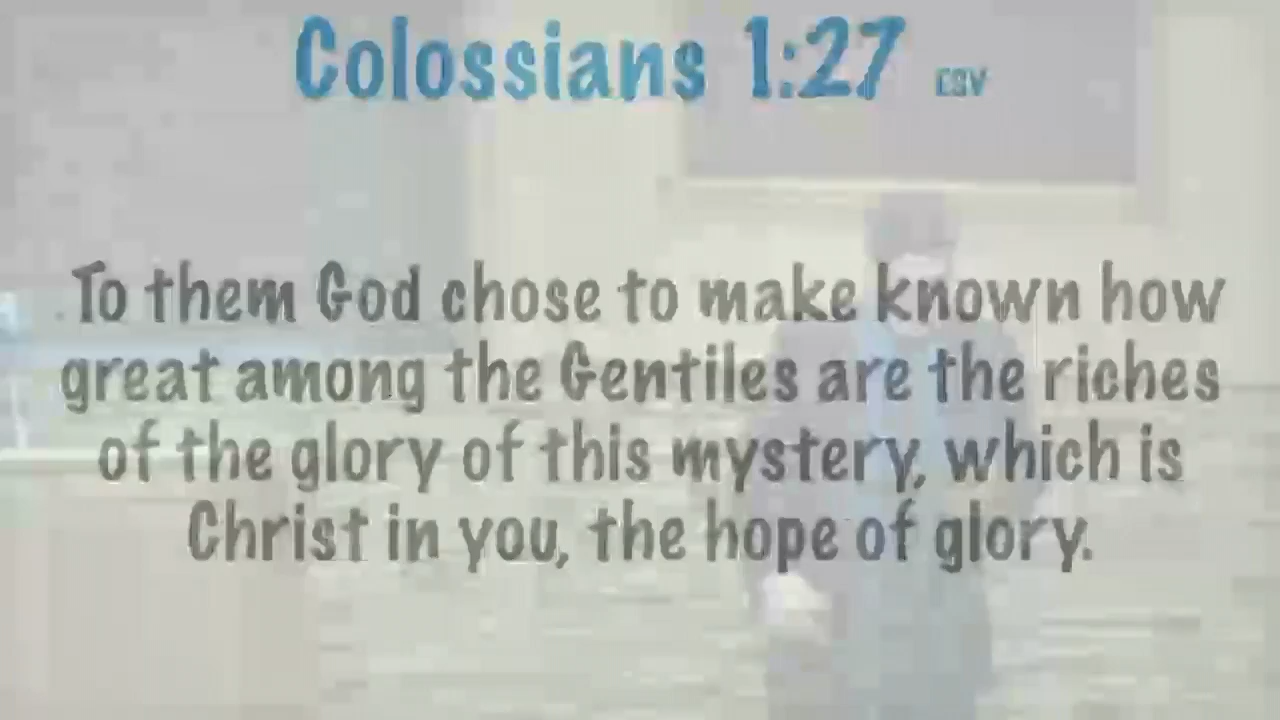 Colossians 1:27 ESV
To them God chose to make known how
great among the Gentiles are the riches
of the glory of this mystery, which is
Christ in you, the hope of glory.